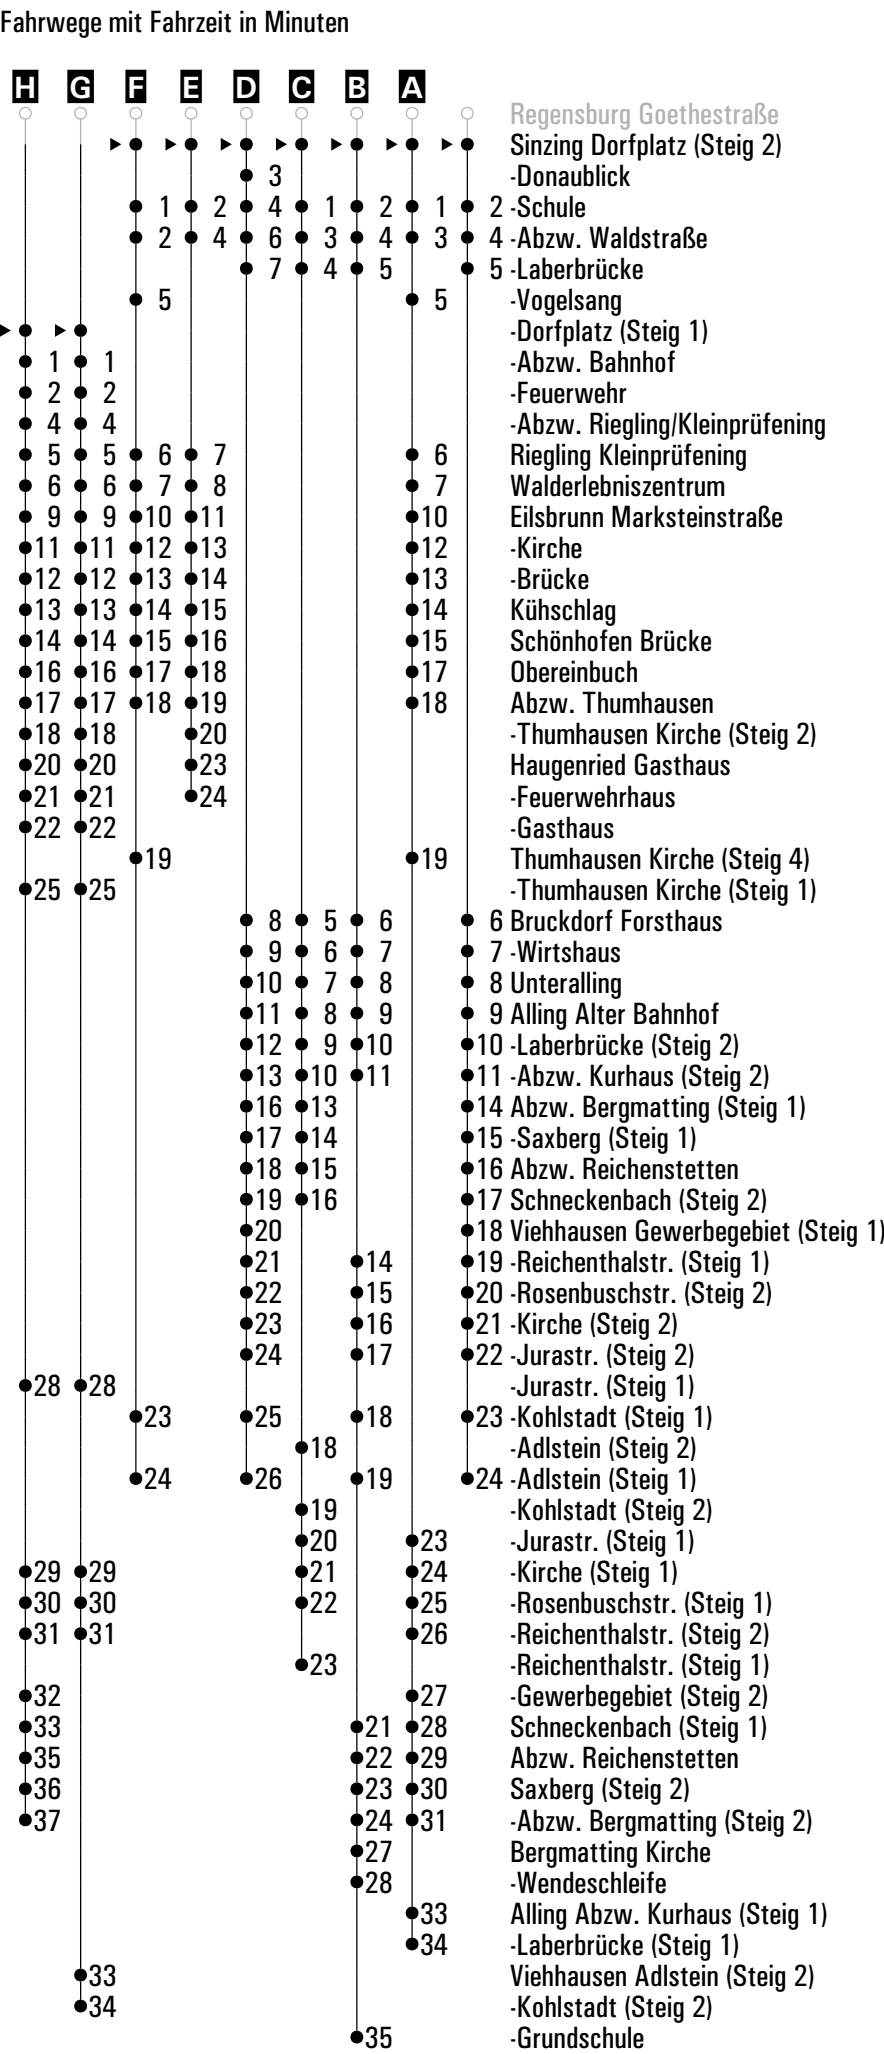 Fahrwege mit Fahrzeit in Minuten
H G F E D C B A
Regensburg Goethestraße
Sinzing Dorfplatz (Steig 2)
3 -Donaublick
1 2 4 1 2 1 2 -Schule
2 4 6 3 4 3 4 -Abzw. Waldstraße
7 4 5 5 -Laberbrücke
5 5 -Vogelsang
-Dorfplatz (Steig 1)
1 1 -Abzw. Bahnhof
2 2 -Feuerwehr
4 4 -Abzw. Riegling/Kleinprüfening
5 5 6 7 6 Riegling Kleinprüfening
6 6 7 8 7 Walderlebniszentrum
9 9 10 11 10 Eilsbrunn Marksteinstraße
11 11 12 13 12 -Kirche
12 12 13 14 13 -Brücke
13 13 14 15 14 Kühschlag
14 14 15 16 15 Schönhofen Brücke
16 16 17 18 17 Obereinbuch
17 17 18 19 18 Abzw. Thumhausen
18 18 20 -Thumhausen Kirche (Steig 2)
20 20 23 Haugenried Gasthaus
21 21 24 -Feuerwehrhaus
22 22 -Gasthaus
19 19 Thumhausen Kirche (Steig 4)
25 25 -Thumhausen Kirche (Steig 1)
8 5 6 6 Bruckdorf Forsthaus
9 6 7 7 -Wirtshaus
10 7 8 8 Unteralling
11 8 9 9 Alling Alter Bahnhof
12 9 10 10 -Laberbrücke (Steig 2)
13 10 11 11 -Abzw. Kurhaus (Steig 2)
16 13 14 Abzw. Bergmatting (Steig 1)
17 14 15 -Saxberg (Steig 1)
18 15 16 Abzw. Reichenstetten
19 16 17 Schneckenbach (Steig 2)
20 18 Viehhausen Gewerbegebiet (Steig 1)
21 14 19 -Reichenthalstr. (Steig 1)
22 15 20 -Rosenbuschstr. (Steig 2)
23 16 21 -Kirche (Steig 2)
24 17 22 -Jurastr. (Steig 2)
28 28 -Jurastr. (Steig 1)
23 25 18 23 -Kohlstadt (Steig 1)
18 -Adlstein (Steig 2)
24 26 19 24 -Adlstein (Steig 1)
19 -Kohlstadt (Steig 2)
20 23 -Jurastr. (Steig 1)
29 29 21 24 -Kirche (Steig 1)
30 30 22 25 -Rosenbuschstr. (Steig 1)
31 31 26 -Reichenthalstr. (Steig 2)
23 -Reichenthalstr. (Steig 1)
32 27 -Gewerbegebiet (Steig 2)
33 21 28 Schneckenbach (Steig 1)
35 22 29 Abzw. Reichenstetten
36 23 30 Saxberg (Steig 2)
37 24 31 -Abzw. Bergmatting (Steig 2)
27 Bergmatting Kirche
28 -Wendeschleife
33 Alling Abzw. Kurhaus (Steig 1)
34 -Laberbrücke (Steig 1)
33 Viehhausen Adlstein (Steig 2)
34 -Kohlstadt (Steig 2)
35 -Grundschule